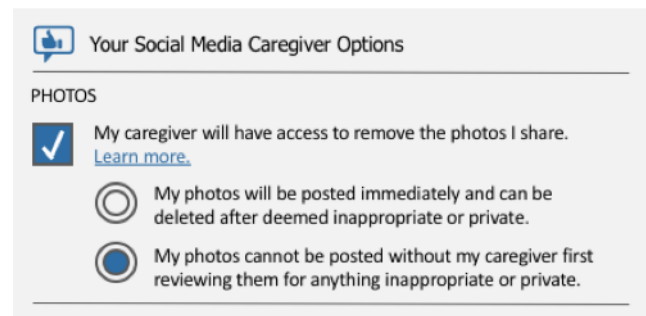 Your Social Media Caregiver Options
PHOTOS
My caregiver will have access to remove the photos I share.
Learn more.
My photos will be posted immediately and can be
deleted after deemed inappropriate or private.
My photos cannot be posted without my caregiver first
reviewing them for anything inappropriate or private.